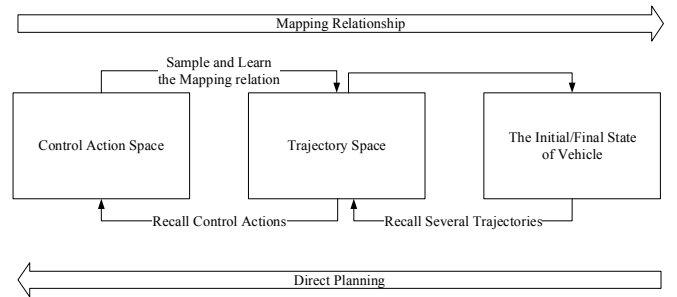 Mapping Relationship
Sample and Learn
the Mapping relation
Control Action Space
Trajectory Space
The Initial/Final State
of Vehicle
Recall Control Actions
Recall Several Trajectories
Direct Planning